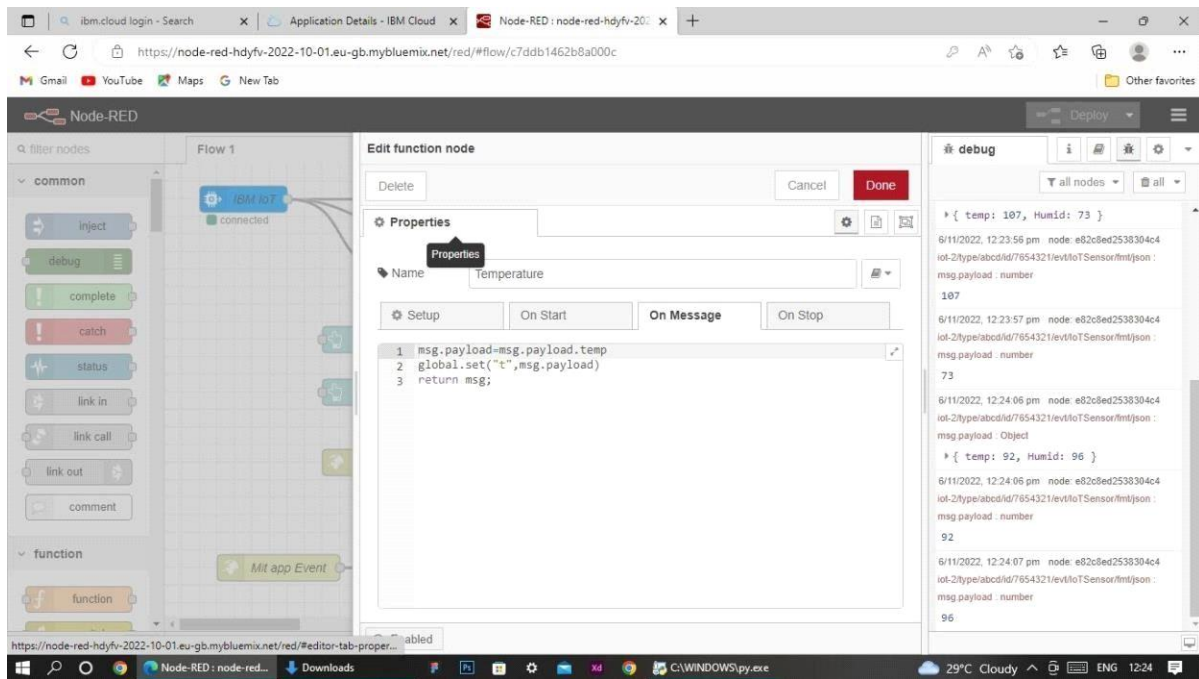 ibm.cloud login - Search
Application Details - IBM Cloud
Node-RED : node-red-hdyfv-202
https://node-red-hdyfv-2022-10-01.eu-gb.mybluemix.net/red/#flow/c7ddb1462b8a000c
Gmail YouTube Maps New Tab Other favorites
Node-RED Deploy
filter nodes
common
inject
debug
complete
catch
status
link in
link call
link out
comment
function
function
Flow 1
IBM IoT
connected
Mit app Event
Edit function node
Delete Cancel Done
Properties
Properties
Name Temperature
Setup On Start On Message On Stop
1 msg.payload=msg.payload.temp
2 global.set("t",msg.payload)
3 return msg;
abled
debug
all nodes all
{ temp: 107, Humid: 73 }
6/11/2022, 12:23:56 pm node: e82c8ed2538304c4
iot-2/type/abcd/id/7654321/evt/IoTSensor/fmt/json :
msg.payload : number
107
6/11/2022, 12:23:57 pm node: e82c8ed2538304c4
iot-2/type/abcd/id/7654321/evt/IoTSensor/fmt/json :
msg.payload : number
73
6/11/2022, 12:24:06 pm node: e82c8ed2538304c4
iot-2/type/abcd/id/7654321/evt/IoTSensor/fmt/json :
msg.payload : Object
{ temp: 92, Humid: 96 }
6/11/2022, 12:24:06 pm node: e82c8ed2538304c4
iot-2/type/abcd/id/7654321/evt/IoTSensor/fmt/json :
msg.payload : number
92
6/11/2022, 12:24:07 pm node: e82c8ed2538304c4
iot-2/type/abcd/id/7654321/evt/IoTSensor/fmt/json :
msg.payload : number
96
https://node-red-hdyfv-2022-10-01.eu-gb.mybluemix.net/red/#editor-tab-proper...
Node-RED : node-red... Downloads Ps Xd C:\WINDOWS\py.exe 29°C Cloudy ENG 12:24